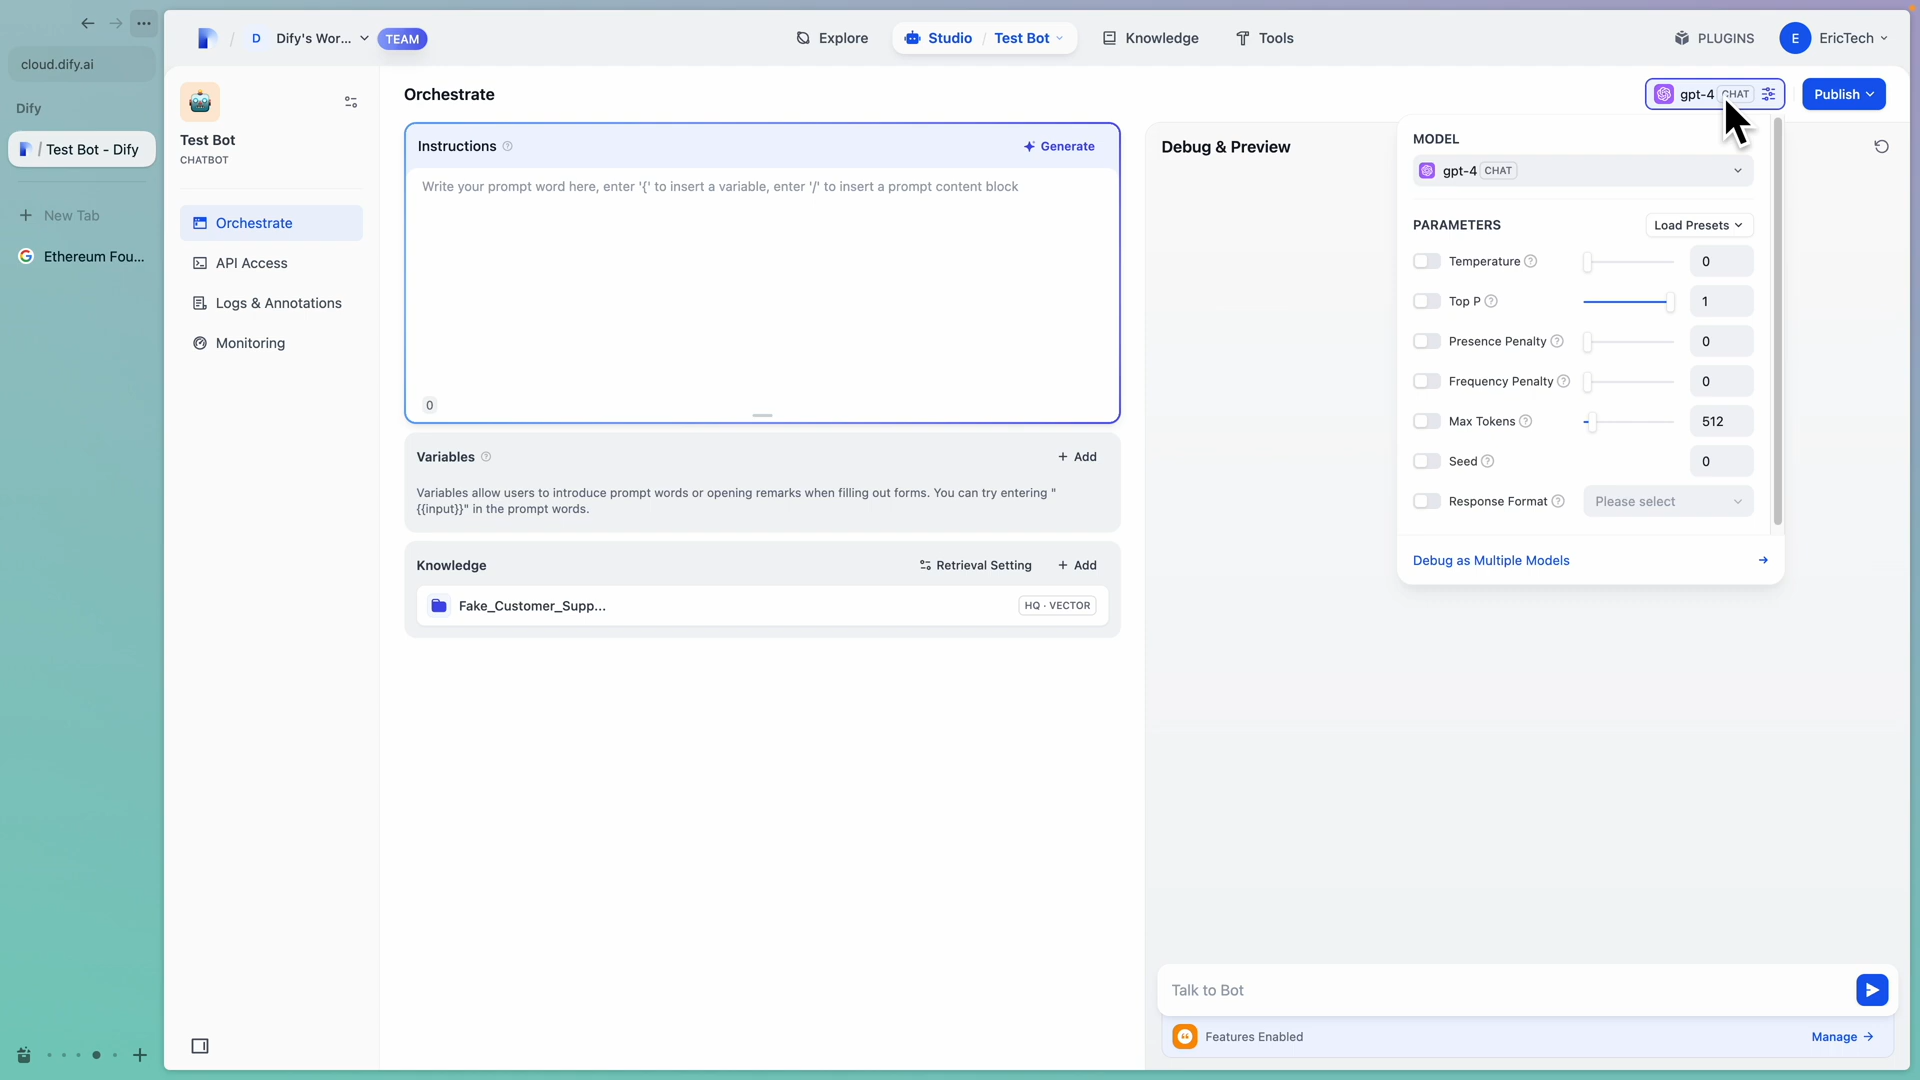 cloud.dify.ai
Dify
/ Test Bot - Dify
New Tab
Ethereum Fou...
/ D Dify's Wor... TEAM
Explore
Studio / Test Bot
Knowledge
Tools
PLUGINS
E EricTech
Test Bot
CHATBOT
Orchestrate
API Access
Logs & Annotations
Monitoring
Orchestrate
gpt-4 CHAT
Publish
Instructions
Generate
Write your prompt word here, enter '{' to insert a variable, enter '/' to insert a prompt content block
0
Variables
+ Add
Variables allow users to introduce prompt words or opening remarks when filling out forms. You can try entering "
{{input}}" in the prompt words.
Knowledge
Retrieval Setting
+ Add
Fake_Customer_Supp...
HQ · VECTOR
Debug & Preview
MODEL
gpt-4 CHAT
PARAMETERS
Load Presets
Temperature 0
Top P 1
Presence Penalty 0
Frequency Penalty 0
Max Tokens 512
Seed 0
Response Format Please select
Debug as Multiple Models →
Talk to Bot
Features Enabled
Manage →